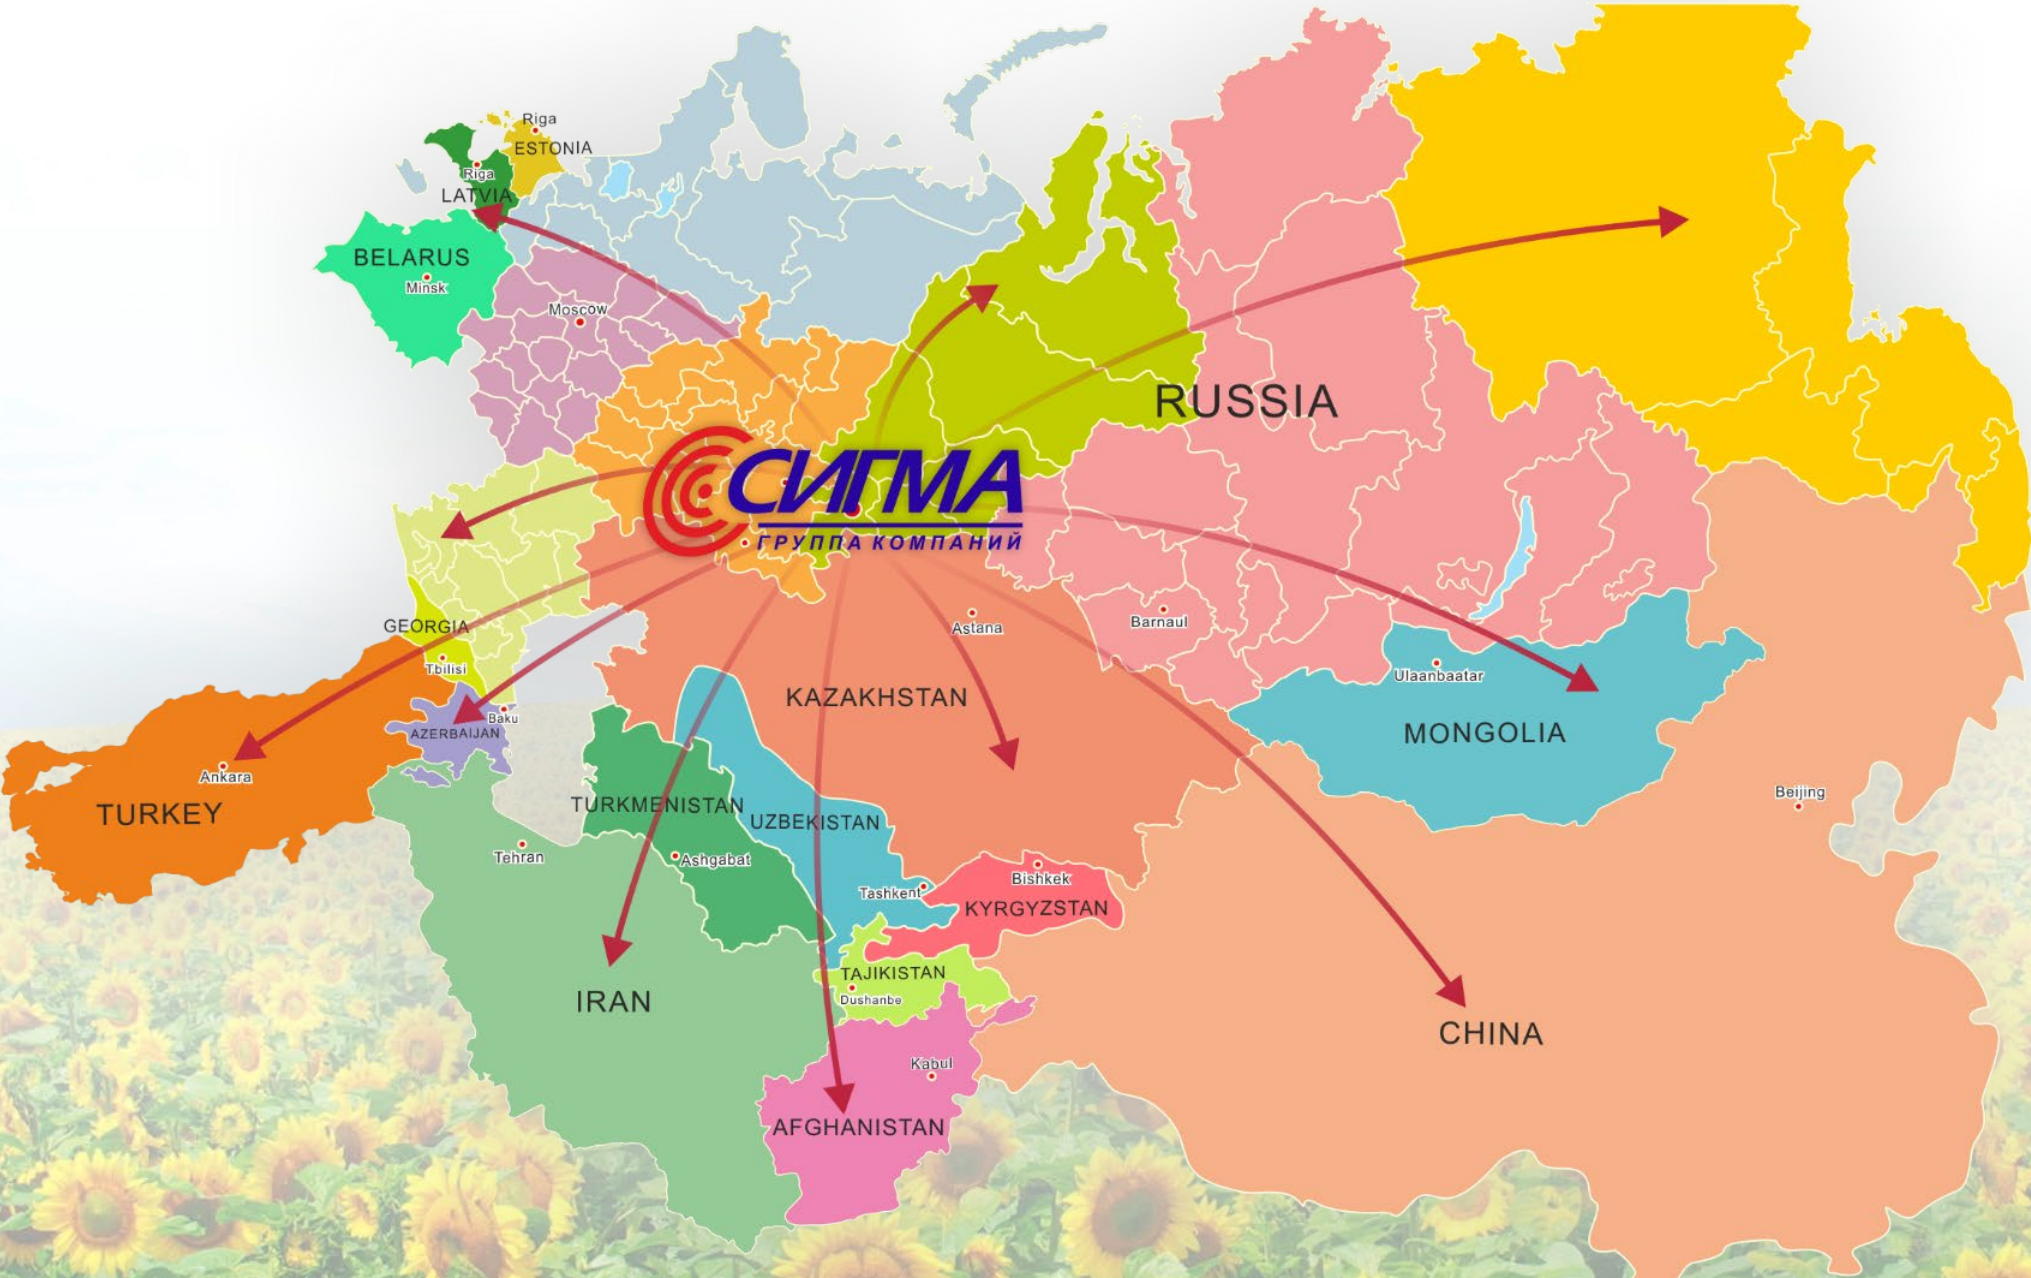 Riga
ESTONIA
Riga
LATVIA
BELARUS
Minsk
Moscow
RUSSIA
СИГМА
ГРУППА КОМПАНИЙ
GEORGIA
Tbilisi
Astana
Barnaul
Ulaanbaatar
KAZAKHSTAN
MONGOLIA
Baku
AZERBAIJAN
Ankara
TURKEY
Beijing
TURKMENISTAN
UZBEKISTAN
Tehran
Ashgabat
Tashkent
Bishkek
KYRGYZSTAN
TAJIKISTAN
Dushanbe
IRAN
CHINA
Kabul
AFGHANISTAN